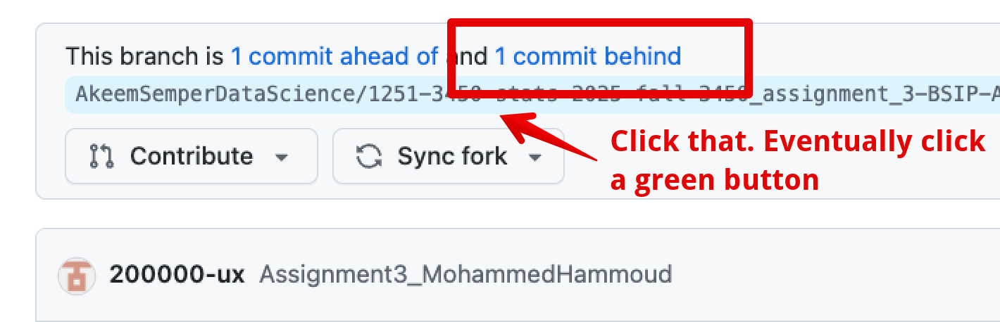 This branch is 1 commit ahead of and 1 commit behind
AkeemSemperDataScience/1251-3450-stats-2025-fall-3450_assignment_3-BSIP-A
Contribute
Sync fork
Click that. Eventually click
a green button
200000-ux Assignment3_MohammedHammoud